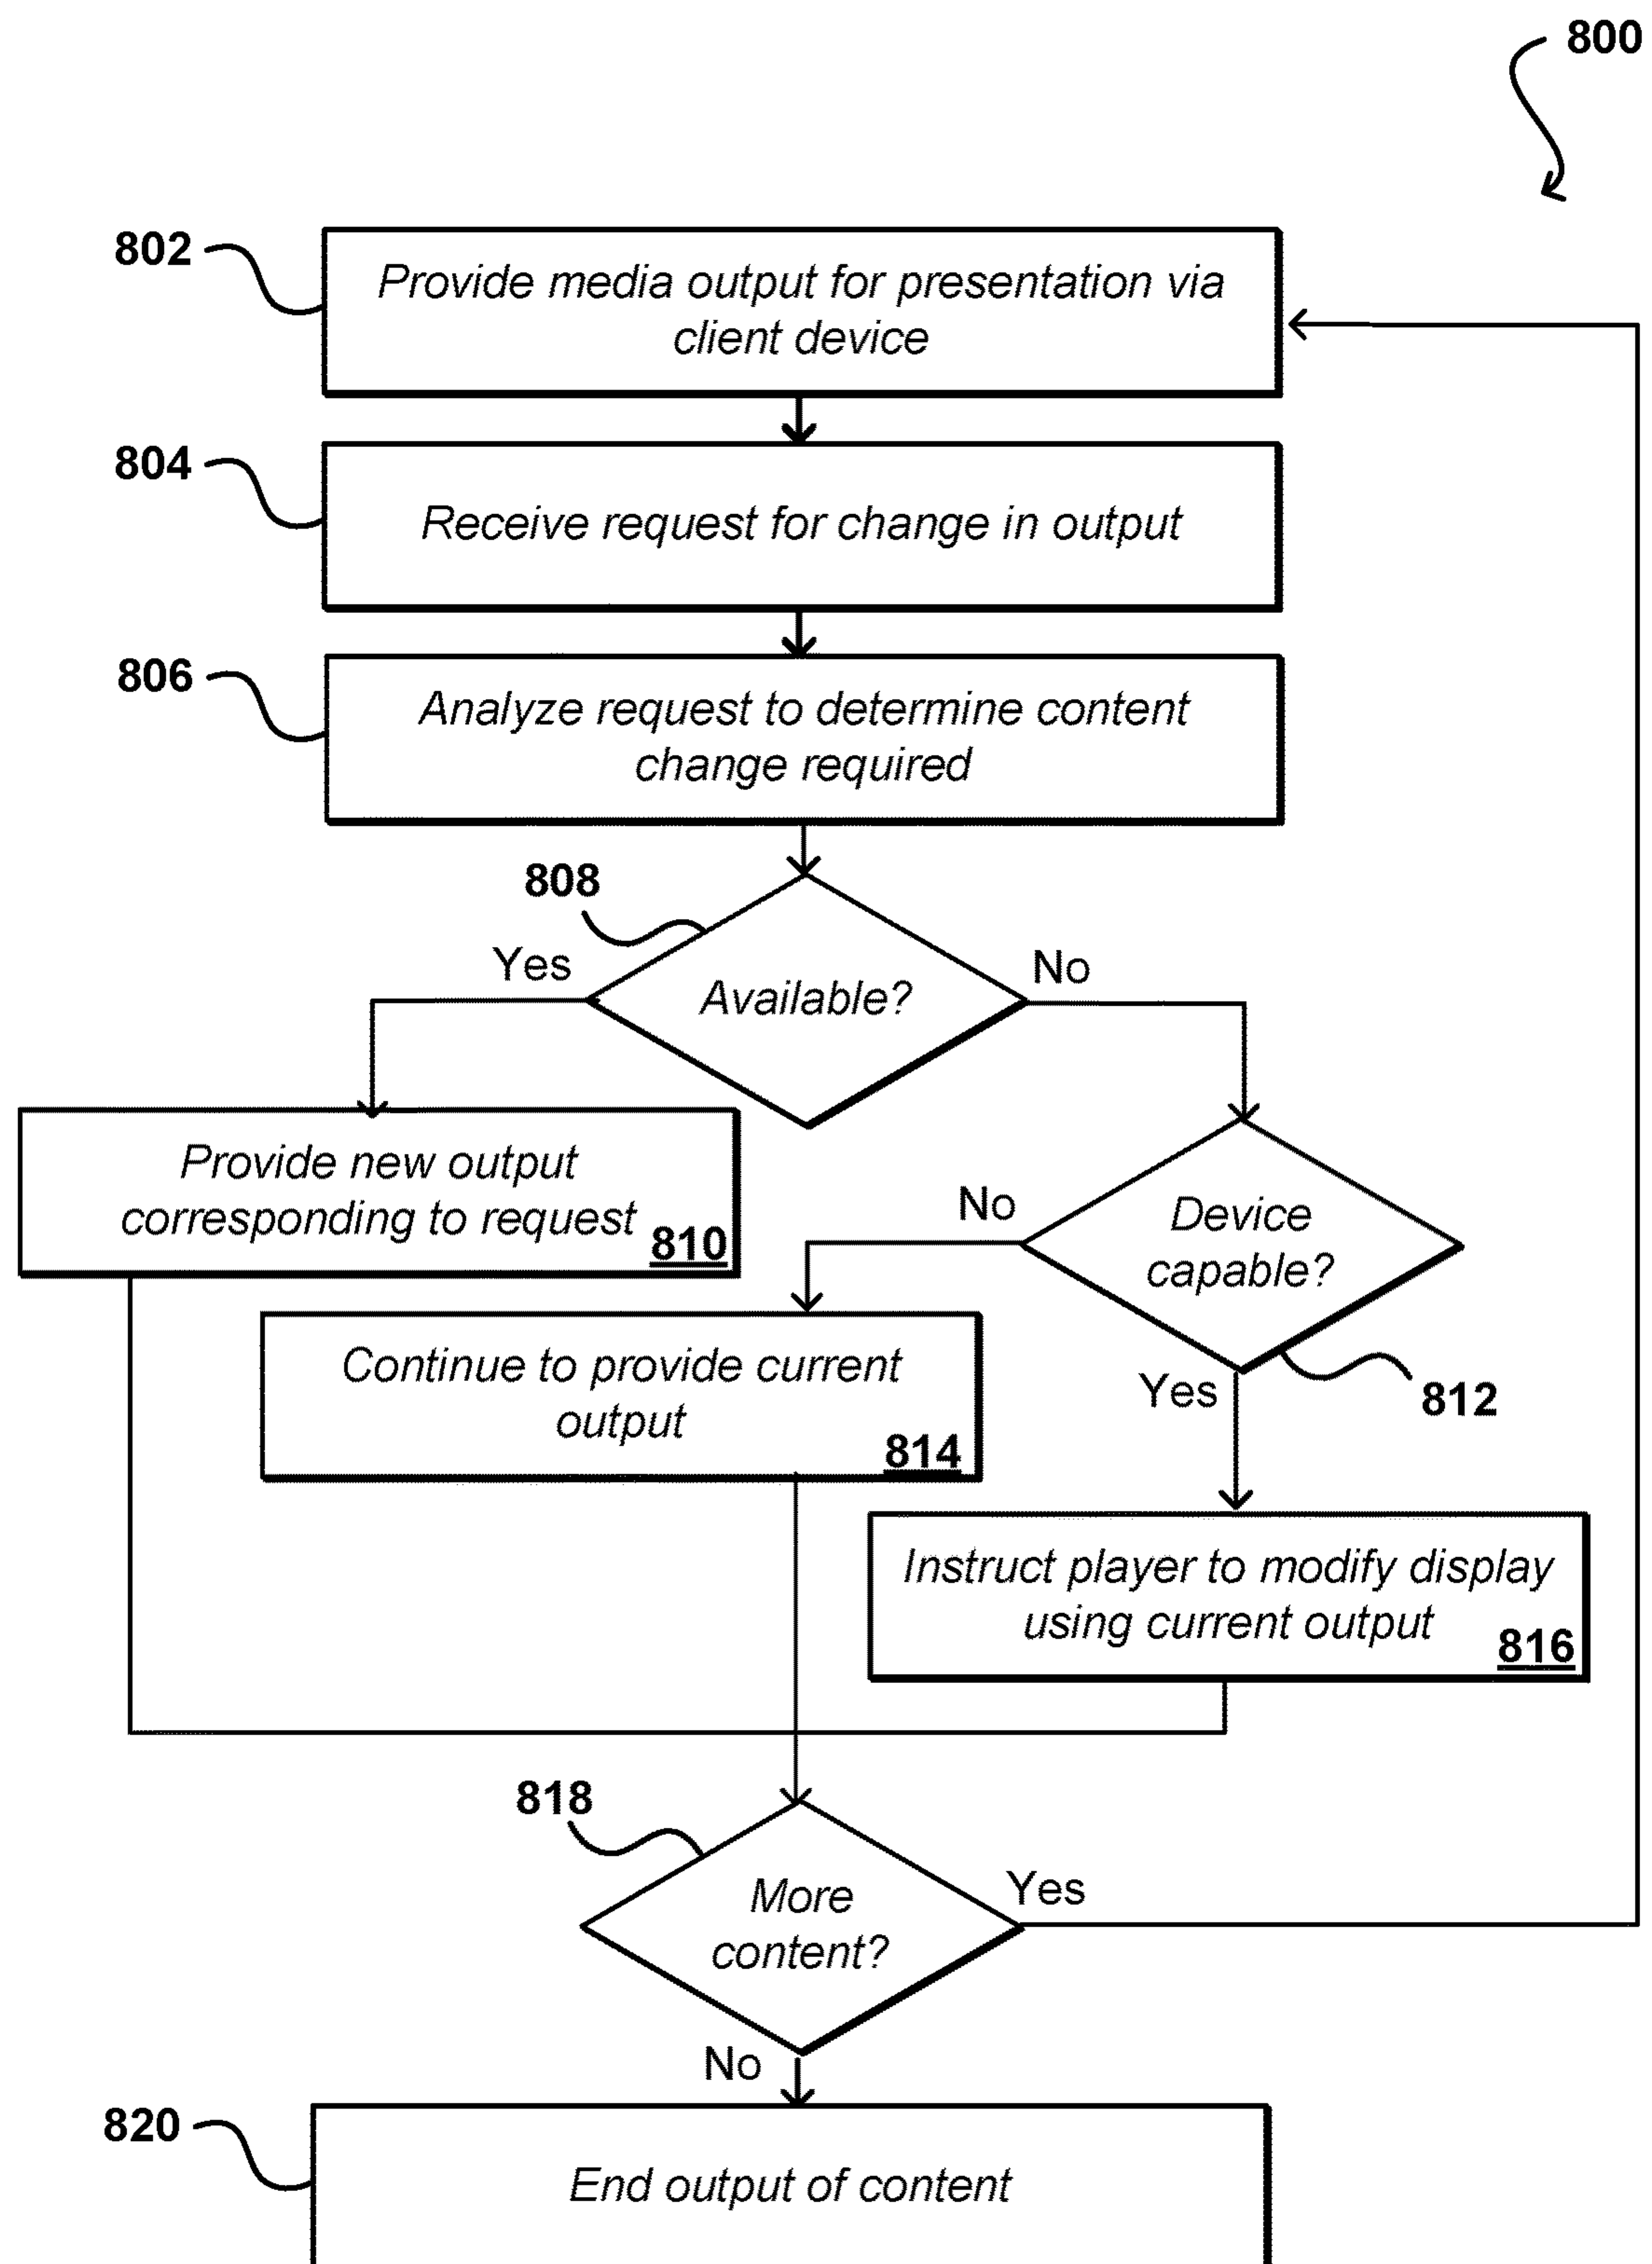 800
802
Provide media output for presentation via
client device
804
Receive request for change in output
806
Analyze request to determine content
change required
808
Yes
No
Available?
Provide new output
corresponding to request
810
No
Device
capable?
Continue to provide current
output
814
Yes
812
Instruct player to modify display
using current output
816
818
More
content?
Yes
No
820
End output of content